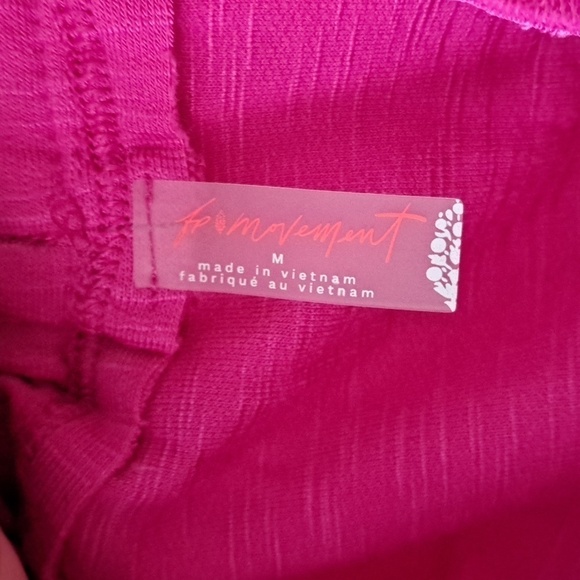 fp movement
M
made in vietnam
fabriqué au vietnam